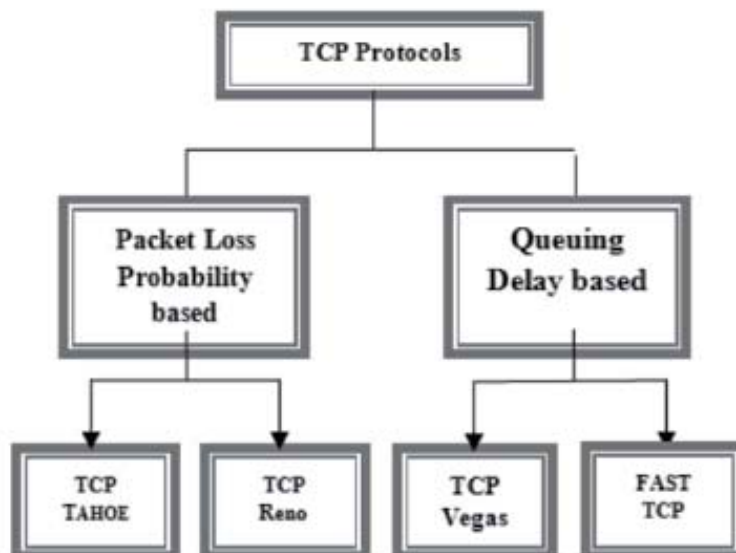 TCP Protocols
Packet Loss
Probability
based
Queuing
Delay based
TCP
TAHOE
TCP
Reno
TCP
Vegas
FAST
TCP